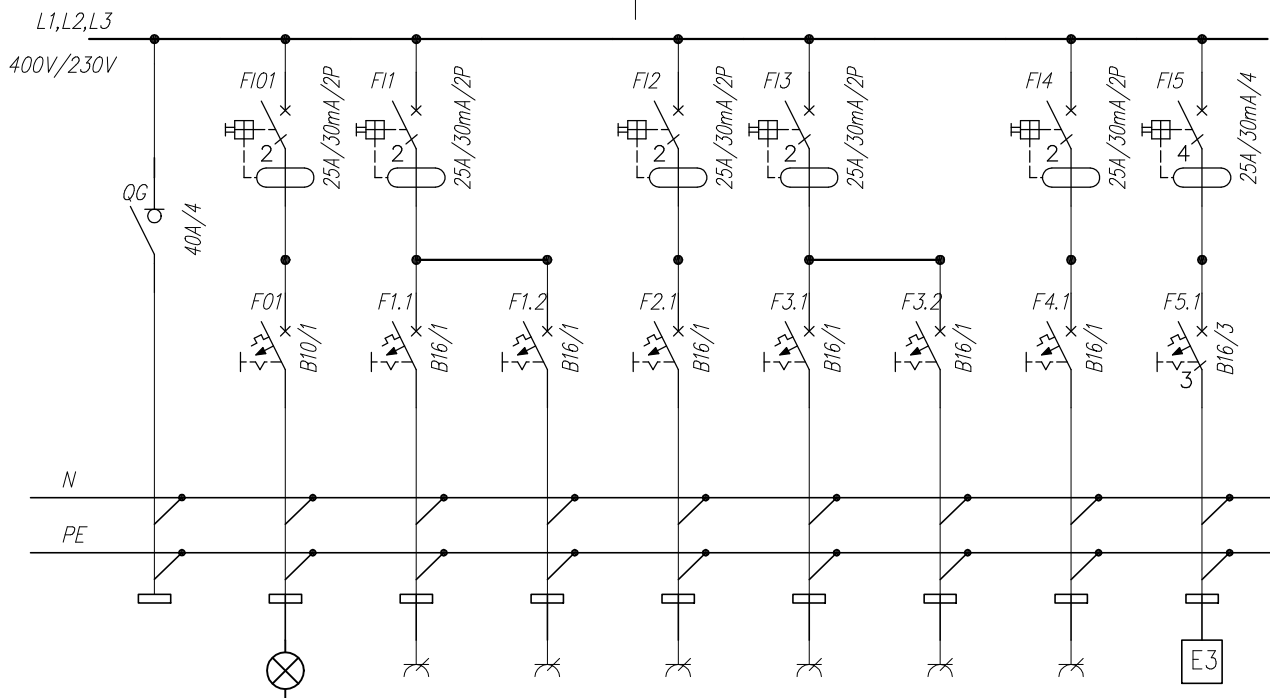 L1,L2,L3
400V/230V
FI01
25A/30mA/2P
2
FI1
25A/30mA/2P
2
FI2
25A/30mA/2P
2
FI3
25A/30mA/2P
2
FI4
25A/30mA/2P
2
FI5
25A/30mA/4
4
QG
40A/4
F01
B10/1
F1.1
B16/1
F1.2
B16/1
F2.1
B16/1
F3.1
B16/1
F3.2
B16/1
F4.1
B16/1
F5.1
B16/3
3
N
PE
E3